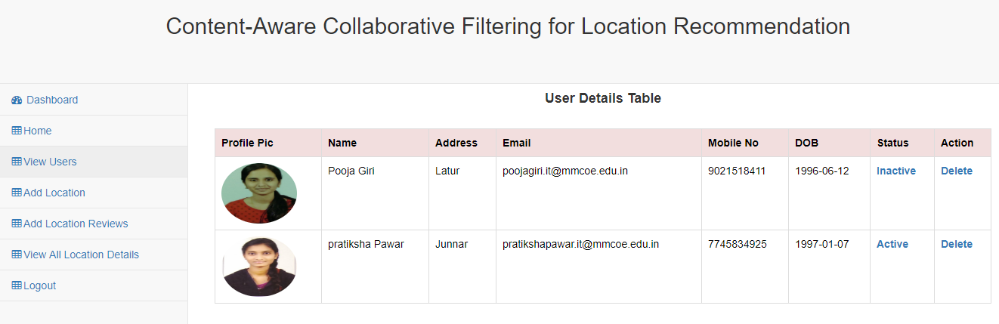 Content-Aware Collaborative Filtering for Location Recommendation
Dashboard
Home
View Users
Add Location
Add Location Reviews
View All Location Details
Logout
User Details Table
Profile Pic Name Address Email Mobile No DOB Status Action
Pooja Giri Latur poojagiri.it@mmcoe.edu.in 9021518411 1996-06-12 Inactive Delete
pratiksha Pawar Junnar pratikshapawar.it@mmcoe.edu.in 7745834925 1997-01-07 Active Delete